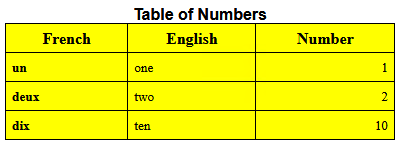 Table of Numbers
French English Number
un one 1
deux two 2
dix ten 10